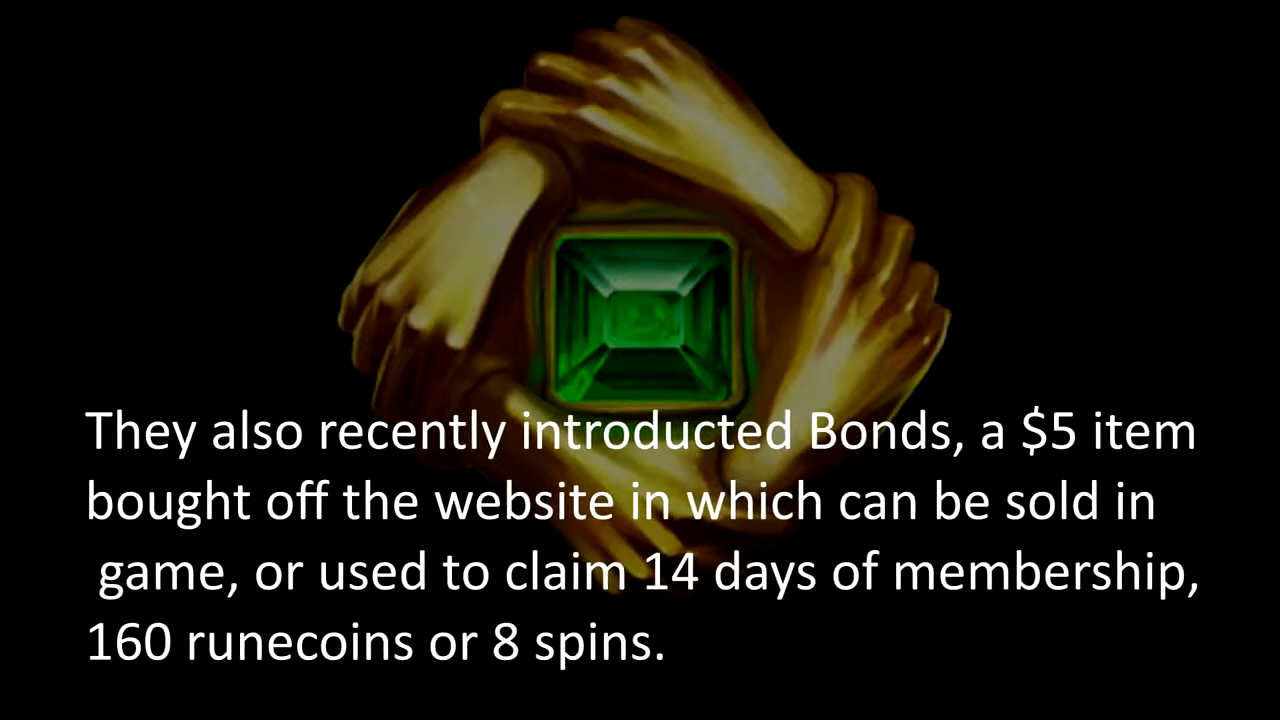 They also recently introducted Bonds, a $5 item
bought off the website in which can be sold in
game, or used to claim 14 days of membership,
160 runecoins or 8 spins.